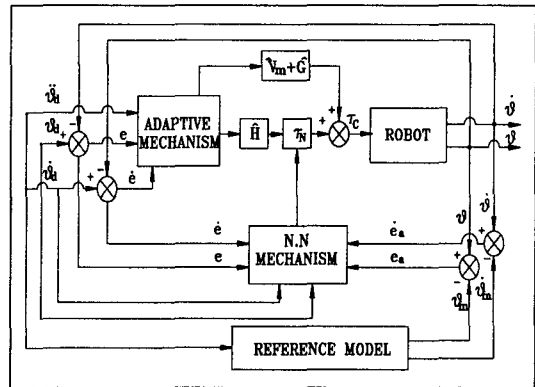 V̂m+Ĝ
ϑ̈d
ϑd
ϑ̇d
+
−
+
−
e
ė
ADAPTIVE
MECHANISM
Ĥ
τN
+
+
τC
ROBOT
ϑ̇
ϑ
ė
e
N.N
MECHANISM
ėa
ea
ϑ
ϑ̇
+
−
+
−
ϑm
ϑ̇m
REFERENCE MODEL